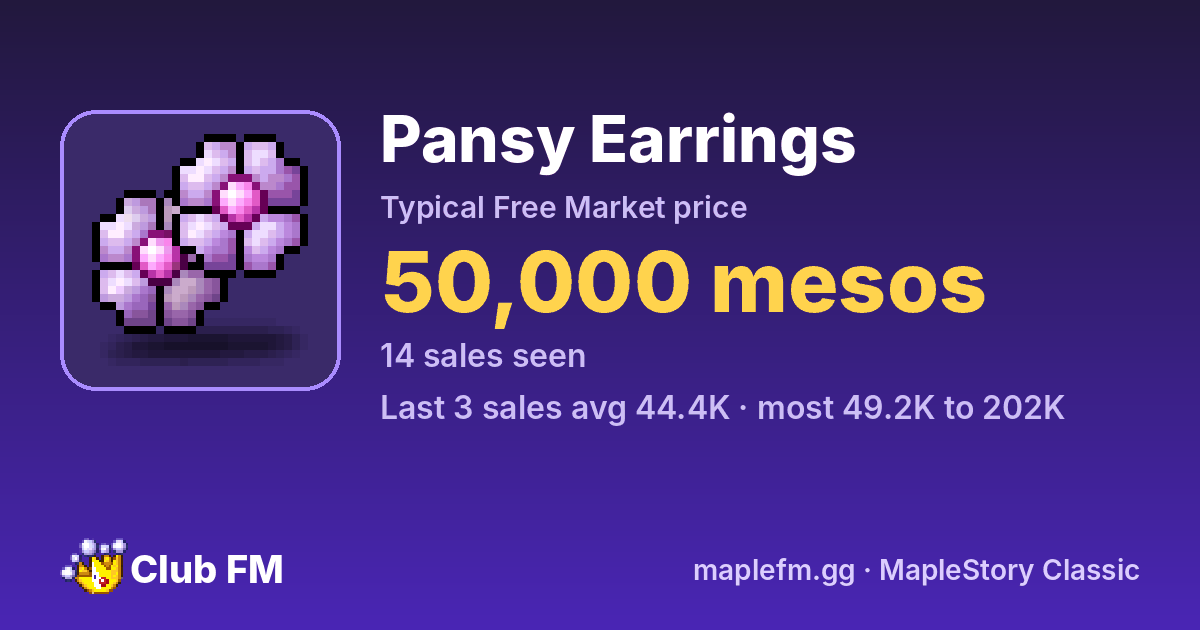 Pansy Earrings
Typical Free Market price
50,000 mesos
14 sales seen
Last 3 sales avg 44.4K · most 49.2K to 202K
Club FM
maplefm.gg · MapleStory Classic